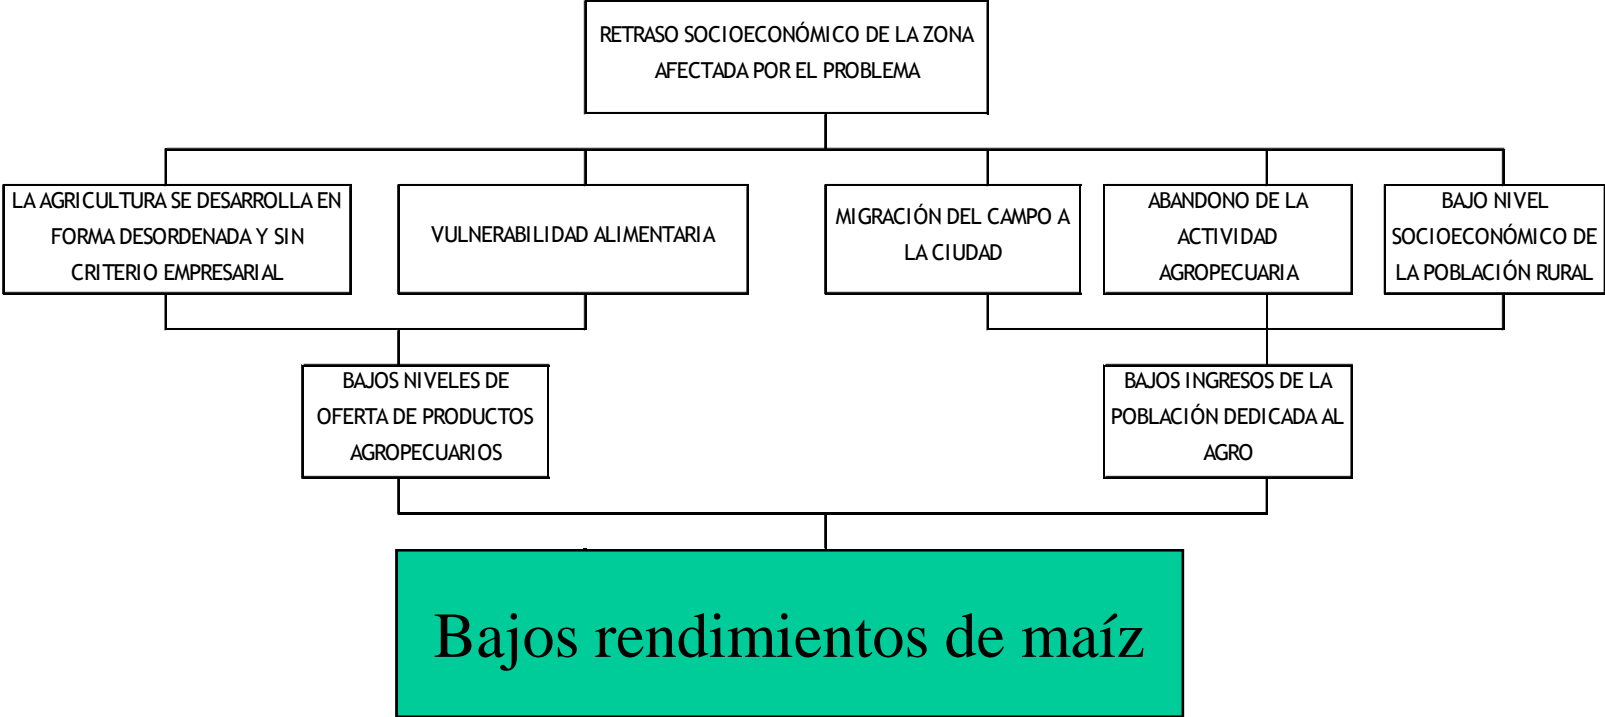 RETRASO SOCIOECONÓMICO DE LA ZONA
AFECTADA POR EL PROBLEMA
LA AGRICULTURA SE DESARROLLA EN
FORMA DESORDENADA Y SIN
CRITERIO EMPRESARIAL
VULNERABILIDAD ALIMENTARIA
MIGRACIÓN DEL CAMPO A
LA CIUDAD
ABANDONO DE LA
ACTIVIDAD
AGROPECUARIA
BAJO NIVEL
SOCIOECONÓMICO DE
LA POBLACIÓN RURAL
BAJOS NIVELES DE
OFERTA DE PRODUCTOS
AGROPECUARIOS
BAJOS INGRESOS DE LA
POBLACIÓN DEDICADA AL
AGRO
Bajos rendimientos de maíz